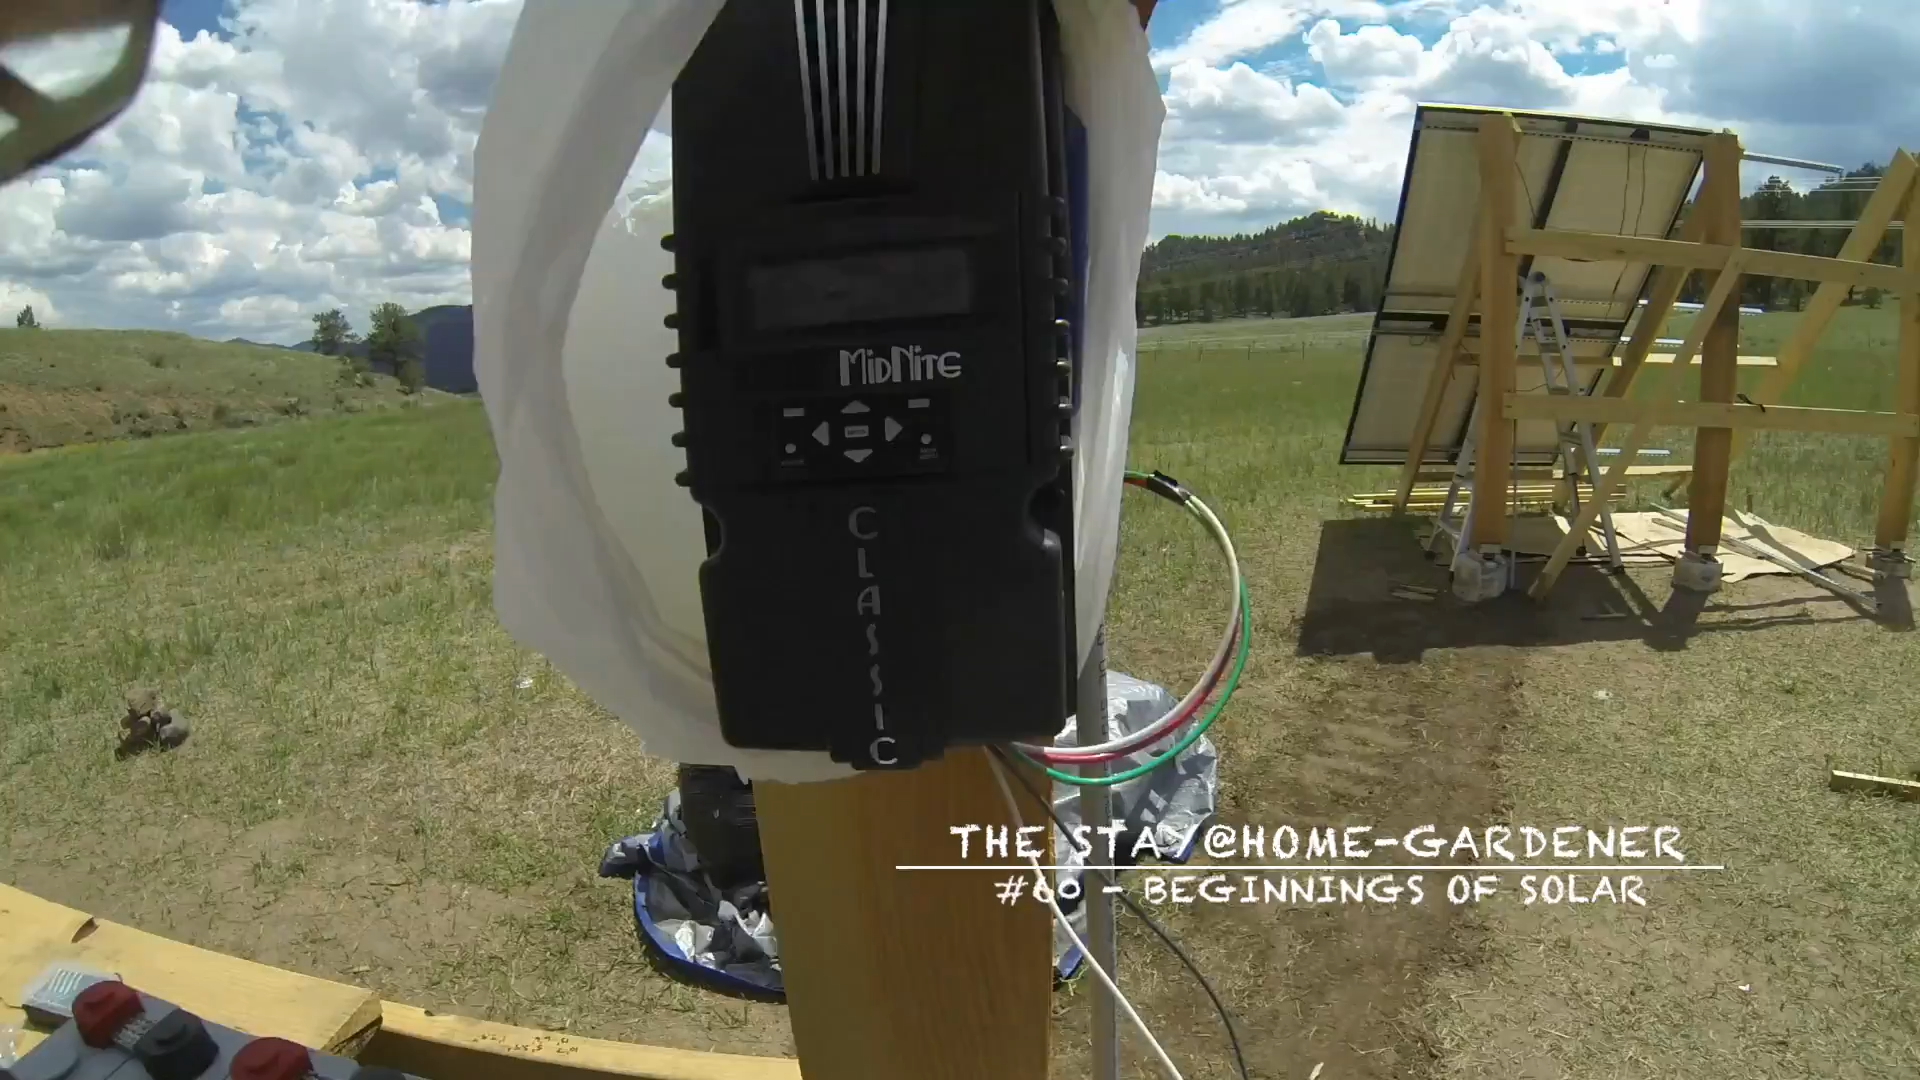 MIDNITE
CLASSIC
THE STAY@HOME-GARDENER
#60 - BEGINNINGS OF SOLAR